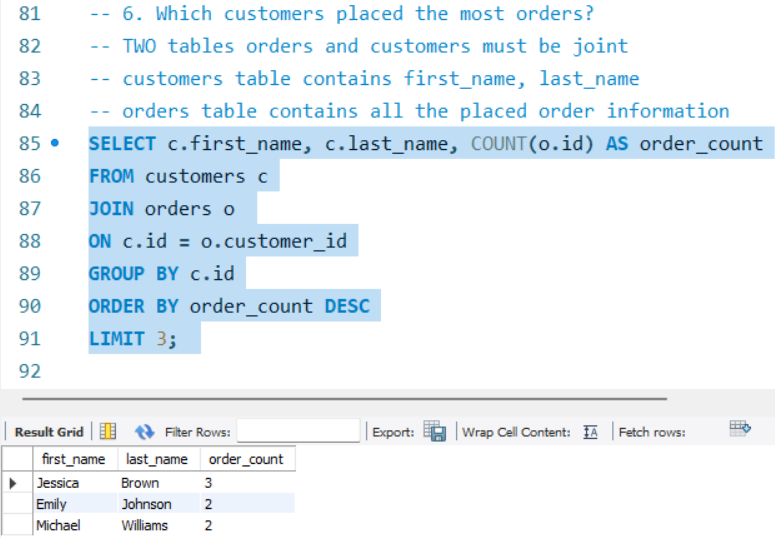 81 -- 6. Which customers placed the most orders?
82 -- TWO tables orders and customers must be joint
83 -- customers table contains first_name, last_name
84 -- orders table contains all the placed order information
85 SELECT c.first_name, c.last_name, COUNT(o.id) AS order_count
86 FROM customers c
87 JOIN orders o
88 ON c.id = o.customer_id
89 GROUP BY c.id
90 ORDER BY order_count DESC
91 LIMIT 3;
92
Result Grid Filter Rows: Export: Wrap Cell Content: IA Fetch rows:
first_name last_name order_count
Jessica Brown 3
Emily Johnson 2
Michael Williams 2